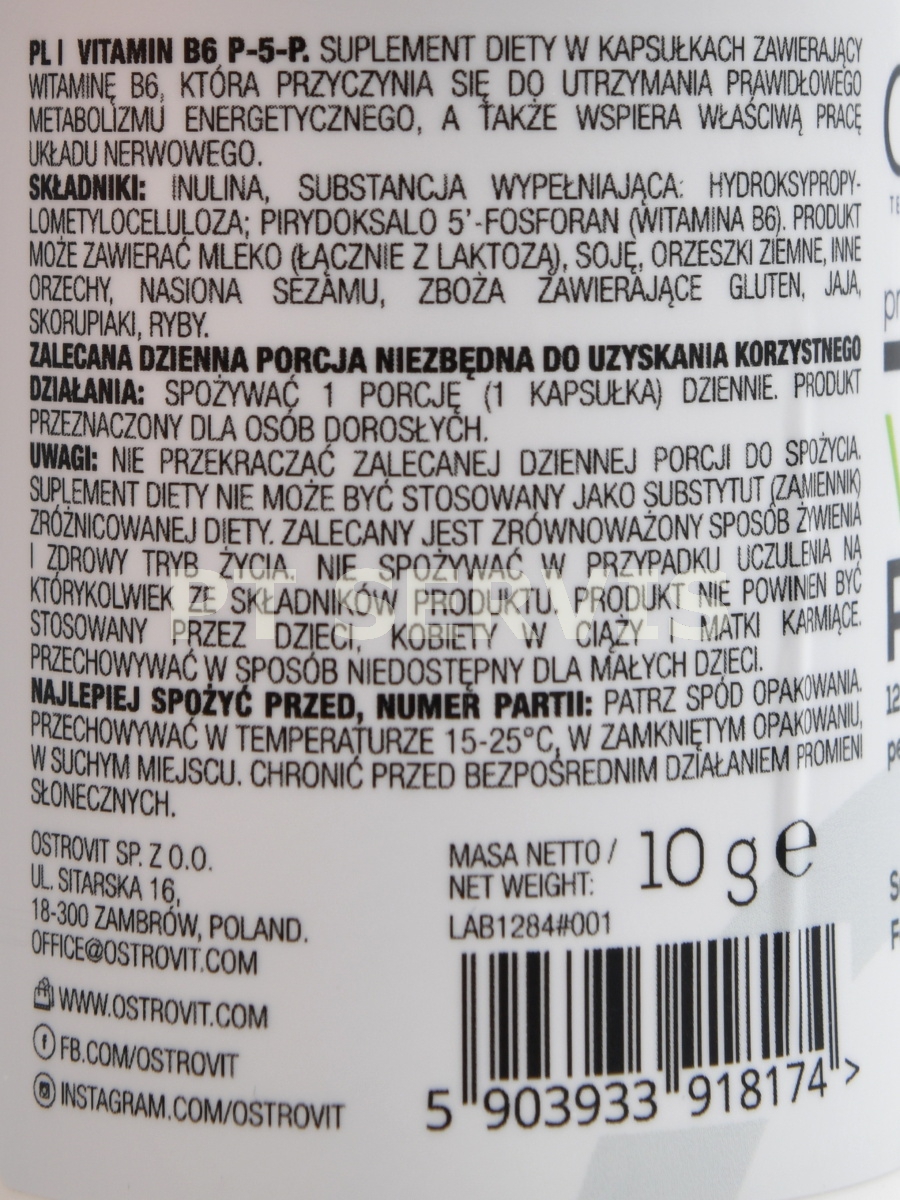 PL | VITAMIN B6 P-5-P. SUPLEMENT DIETY W KAPSUŁKACH ZAWIERAJĄCY
WITAMINĘ B6, KTÓRA PRZYCZYNIA SIĘ DO UTRZYMANIA PRAWIDŁOWEGO
METABOLIZMU ENERGETYCZNEGO, A TAKŻE WSPIERA WŁAŚCIWĄ PRACĘ
UKŁADU NERWOWEGO.
SKŁADNIKI: INULINA, SUBSTANCJA WYPEŁNIAJĄCA: HYDROKSYPROPY-
LOMETYLOCELULOZA; PIRYDOKSALO 5'-FOSFORAN (WITAMINA B6). PRODUKT
MOŻE ZAWIERAĆ MLEKO (ŁĄCZNIE Z LAKTOZĄ), SOJĘ, ORZESZKI ZIEMNE, INNE
ORZECHY, NASIONA SEZAMU, ZBOŻA ZAWIERAJĄCE GLUTEN, JAJA,
SKORUPIAKI, RYBY.
ZALECANA DZIENNA PORCJA NIEZBĘDNA DO UZYSKANIA KORZYSTNEGO
DZIAŁANIA: SPOŻYWAĆ 1 PORCJĘ (1 KAPSUŁKA) DZIENNIE. PRODUKT
PRZEZNACZONY DLA OSÓB DOROSŁYCH.
UWAGI: NIE PRZEKRACZAĆ ZALECANEJ DZIENNEJ PORCJI DO SPOŻYCIA.
SUPLEMENT DIETY NIE MOŻE BYĆ STOSOWANY JAKO SUBSTYTUT (ZAMIENNIK)
ZRÓŻNICOWANEJ DIETY. ZALECANY JEST ZRÓWNOWAŻONY SPOSÓB ŻYWIENIA
I ZDROWY TRYB ŻYCIA. NIE SPOŻYWAĆ W PRZYPADKU UCZULENIA NA
KTÓRYKOLWIEK ZE SKŁADNIKÓW PRODUKTU. PRODUKT NIE POWINIEN BYĆ
PT SERVIS
STOSOWANY PRZEZ DZIECI, KOBIETY W CIĄŻY I MATKI KARMIĄCE.
PRZECHOWYWAĆ W SPOSÓB NIEDOSTĘPNY DLA MAŁYCH DZIECI.
NAJLEPIEJ SPOŻYĆ PRZED, NUMER PARTII: PATRZ SPÓD OPAKOWANIA.
PRZECHOWYWAĆ W TEMPERATURZE 15-25°C, W ZAMKNIĘTYM OPAKOWANIU,
W SUCHYM MIEJSCU. CHRONIĆ PRZED BEZPOŚREDNIM DZIAŁANIEM PROMIENI
SŁONECZNYCH.
OSTROVIT SP. Z O.O.
UL. SITARSKA 16,
18-300 ZAMBRÓW, POLAND.
OFFICE@OSTROVIT.COM
WWW.OSTROVIT.COM
FB.COM/OSTROVIT
INSTAGRAM.COM/OSTROVIT
MASA NETTO /
NET WEIGHT:
10 g e
LAB1284#001
5 903933 918174 >